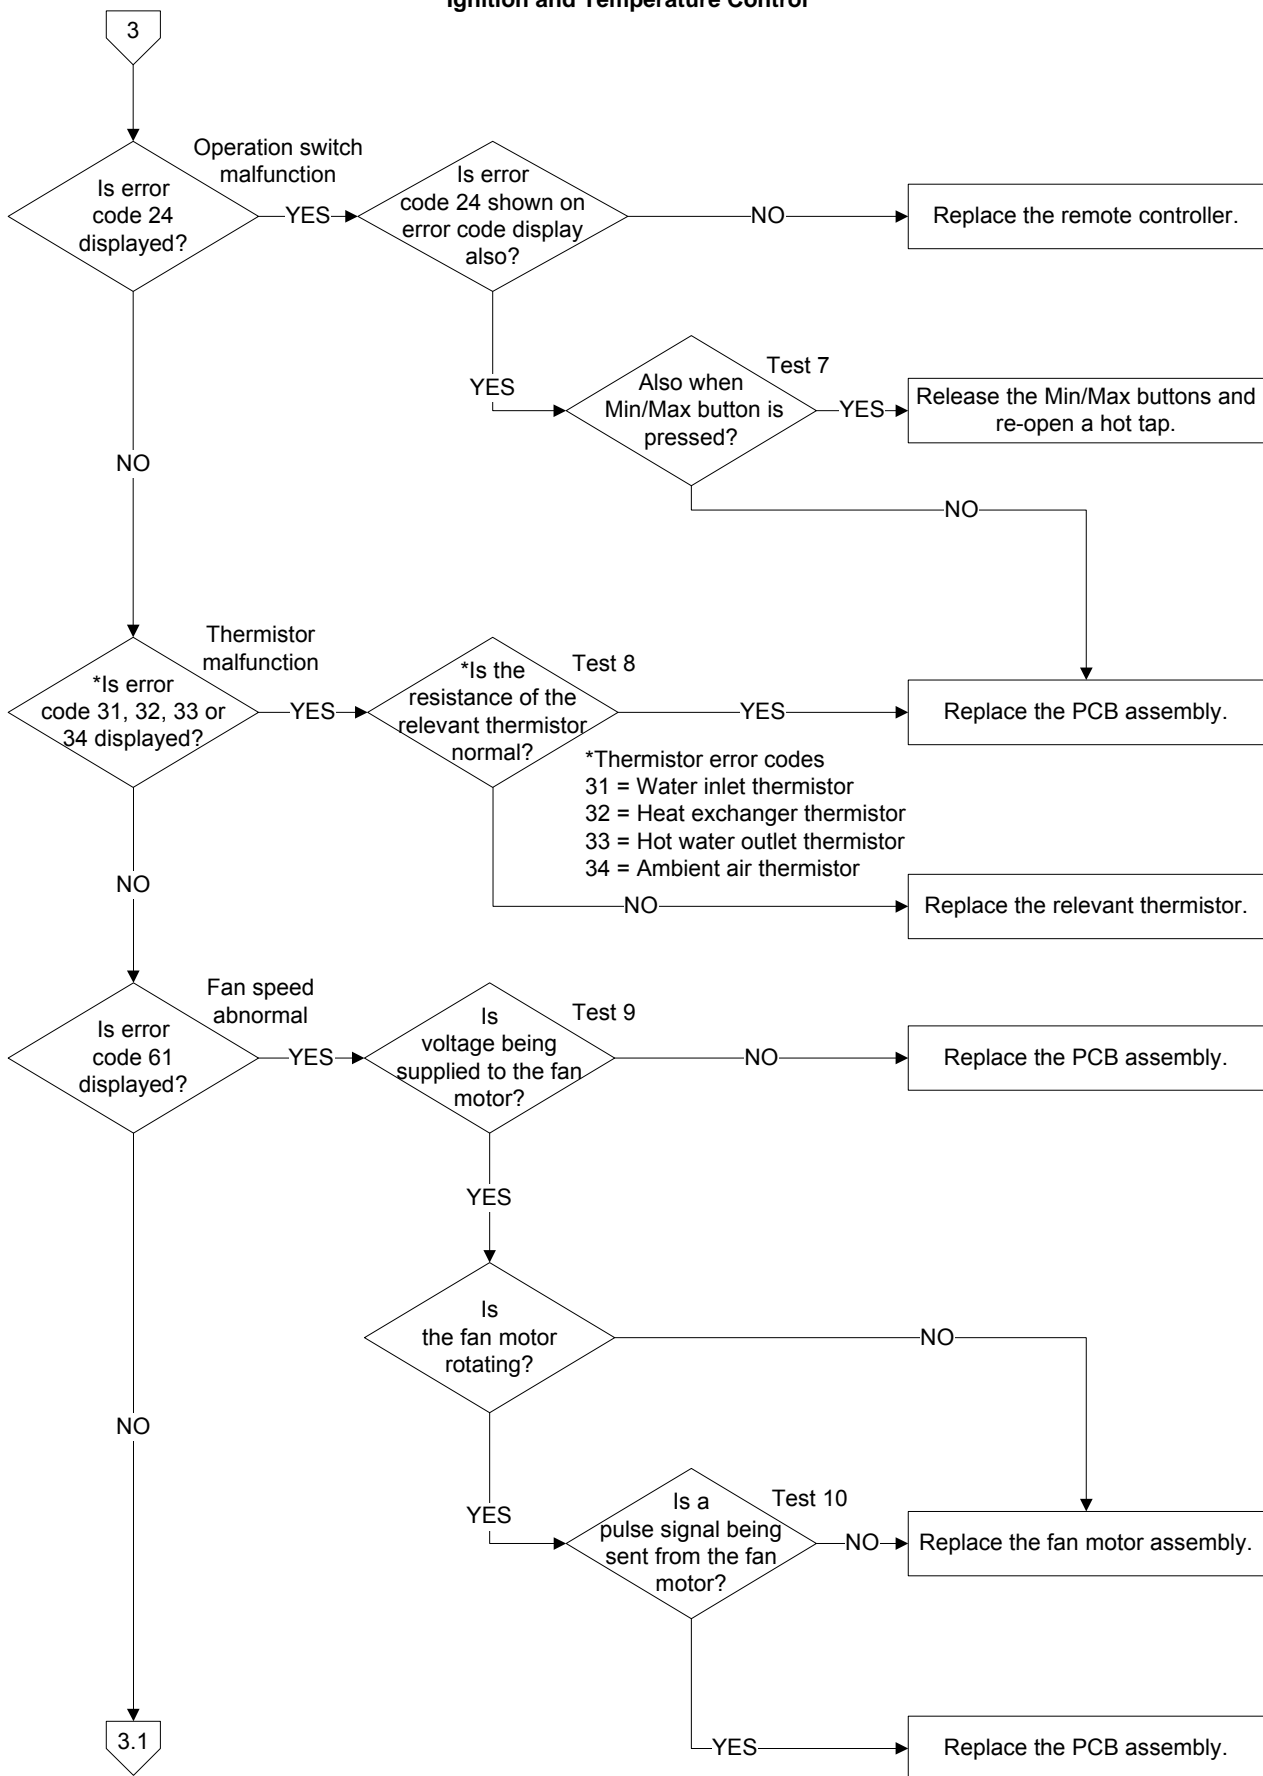 Ignition and Temperature Control
3
Operation switch
malfunction
Is error
code 24
displayed?
YES
Is error
code 24 shown on
error code display
also?
NO
Replace the remote controller.
YES
Also when
Min/Max button is
pressed?
Test 7
YES
Release the Min/Max buttons and
re-open a hot tap.
NO
NO
Thermistor
malfunction
*Is error
code 31, 32, 33 or
34 displayed?
YES
*Is the
resistance of the
relevant thermistor
normal?
Test 8
YES
Replace the PCB assembly.
*Thermistor error codes
31 = Water inlet thermistor
32 = Heat exchanger thermistor
33 = Hot water outlet thermistor
34 = Ambient air thermistor
NO
NO
Replace the relevant thermistor.
Fan speed
abnormal
Is error
code 61
displayed?
YES
Is
voltage being
supplied to the fan
motor?
Test 9
NO
Replace the PCB assembly.
YES
Is
the fan motor
rotating?
NO
NO
YES
Is a
pulse signal being
sent from the fan
motor?
Test 10
NO
Replace the fan motor assembly.
3.1
YES
Replace the PCB assembly.